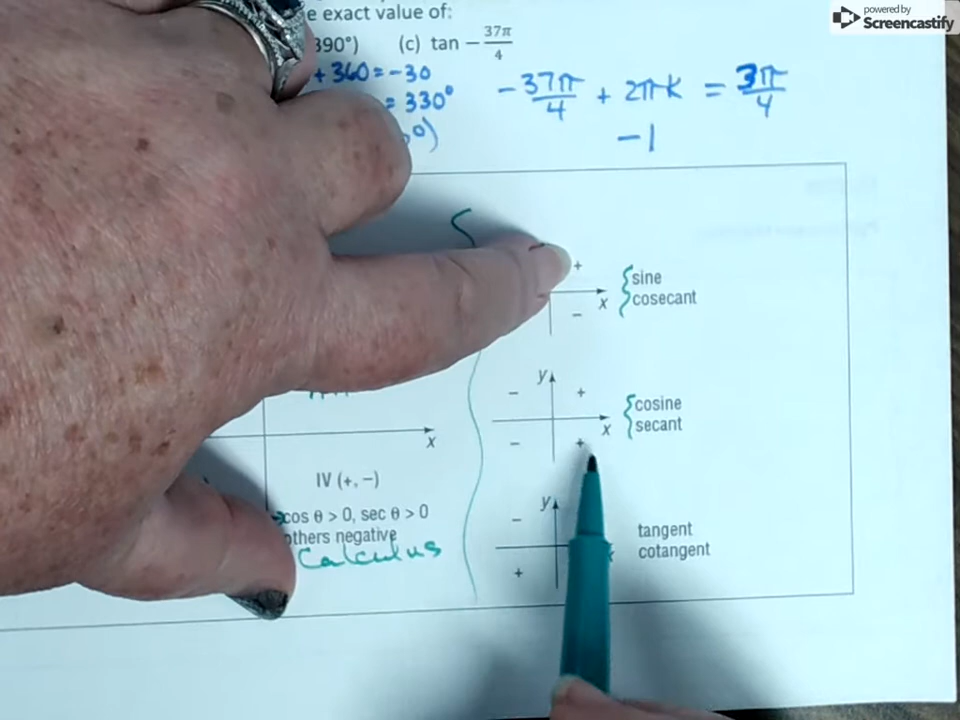 e exact value of:
390°) (c) tan − 37π/4
+ 360 = -30
= 330°
0°)
- 37π/4 + 2πK = 3π/4
-1
+
x
−
{ sine
cosecant
y
− +
x
− +
{ cosine
secant
x
IV (+, −)
cos θ > 0, sec θ > 0
others negative
Calculus
y
−
+
tangent
cotangent
powered by
Screencastify